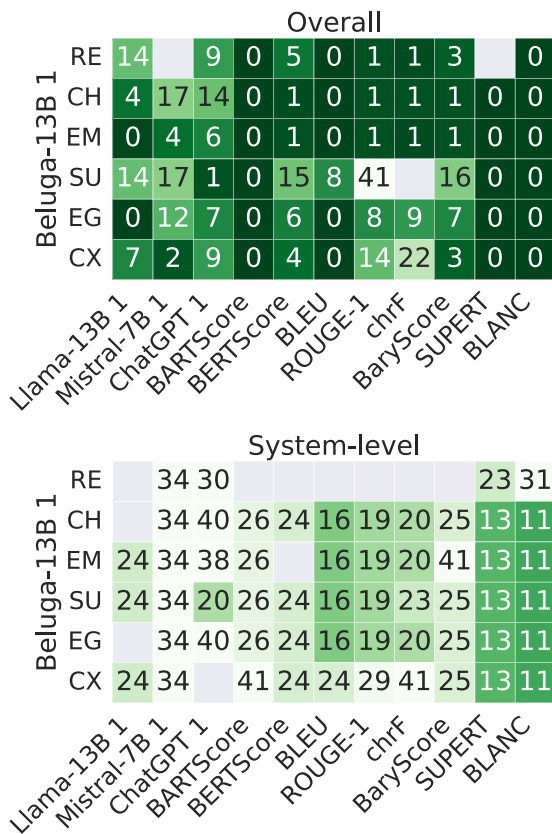 Overall
Beluga-13B 1
RE 14 9 0 5 0 1 1 3 0
CH 4 17 14 0 1 0 1 1 1 0 0
EM 0 4 6 0 1 0 1 1 1 0 0
SU 14 17 1 0 15 8 41 16 0 0
EG 0 12 7 0 6 0 8 9 7 0 0
CX 7 2 9 0 4 0 14 22 3 0 0
Llama-13B 1
Mistral-7B 1
ChatGPT 1
BARTScore
BERTScore
BLEU
ROUGE-1
chrF
BaryScore
SUPERT
BLANC
System-level
Beluga-13B 1
RE 34 30 23 31
CH 34 40 26 24 16 19 20 25 13 11
EM 24 34 38 26 16 19 20 41 13 11
SU 24 34 20 26 24 16 19 23 25 13 11
EG 34 40 26 24 16 19 20 25 13 11
CX 24 34 41 24 24 29 41 25 13 11
Llama-13B 1
Mistral-7B 1
ChatGPT 1
BARTScore
BERTScore
BLEU
ROUGE-1
chrF
BaryScore
SUPERT
BLANC